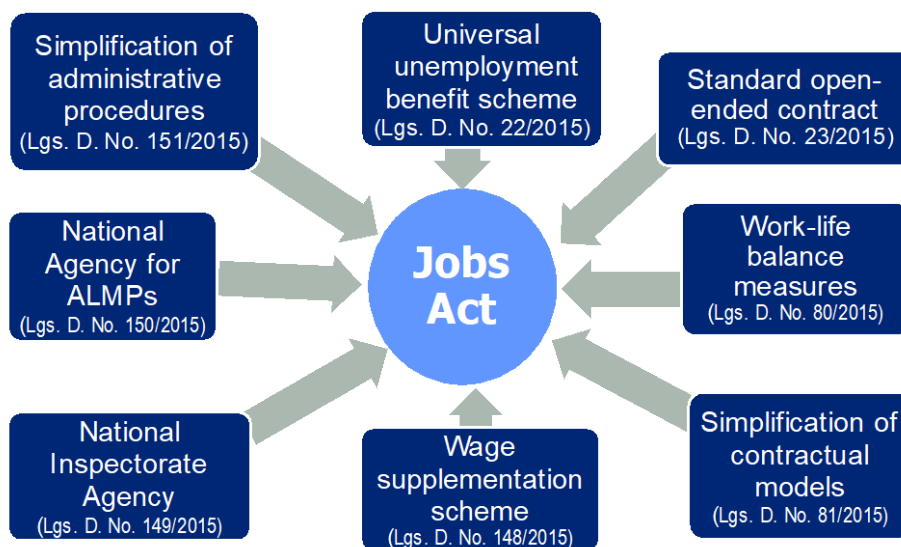 Simplification of
administrative
procedures
(Lgs. D. No. 151/2015)
Universal
unemployment
benefit scheme
(Lgs. D. No. 22/2015)
Standard open-
ended contract
(Lgs. D. No. 23/2015)
National
Agency for
ALMPs
(Lgs. D. No. 150/2015)
Jobs
Act
Work-life
balance
measures
(Lgs. D. No. 80/2015)
National
Inspectorate
Agency
(Lgs. D. No. 149/2015)
Wage
supplementation
scheme
(Lgs. D. No. 148/2015)
Simplification of
contractual
models
(Lgs. D. No. 81/2015)